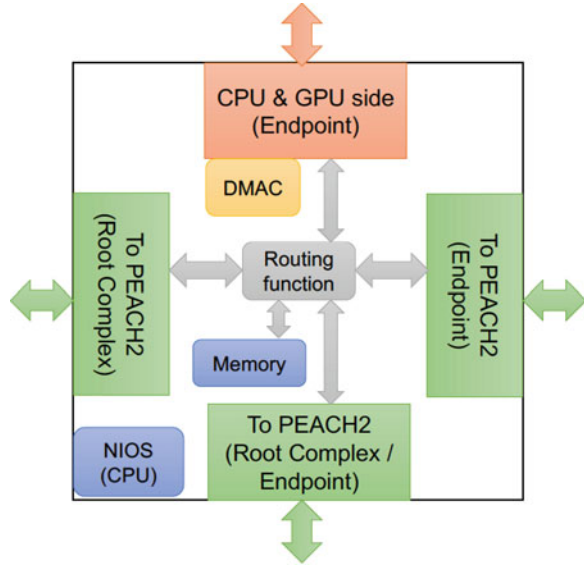 CPU & GPU side
(Endpoint)
DMAC
To PEACH2
(Root Complex)
Routing
function
To PEACH2
(Endpoint)
Memory
NIOS
(CPU)
To PEACH2
(Root Complex /
Endpoint)